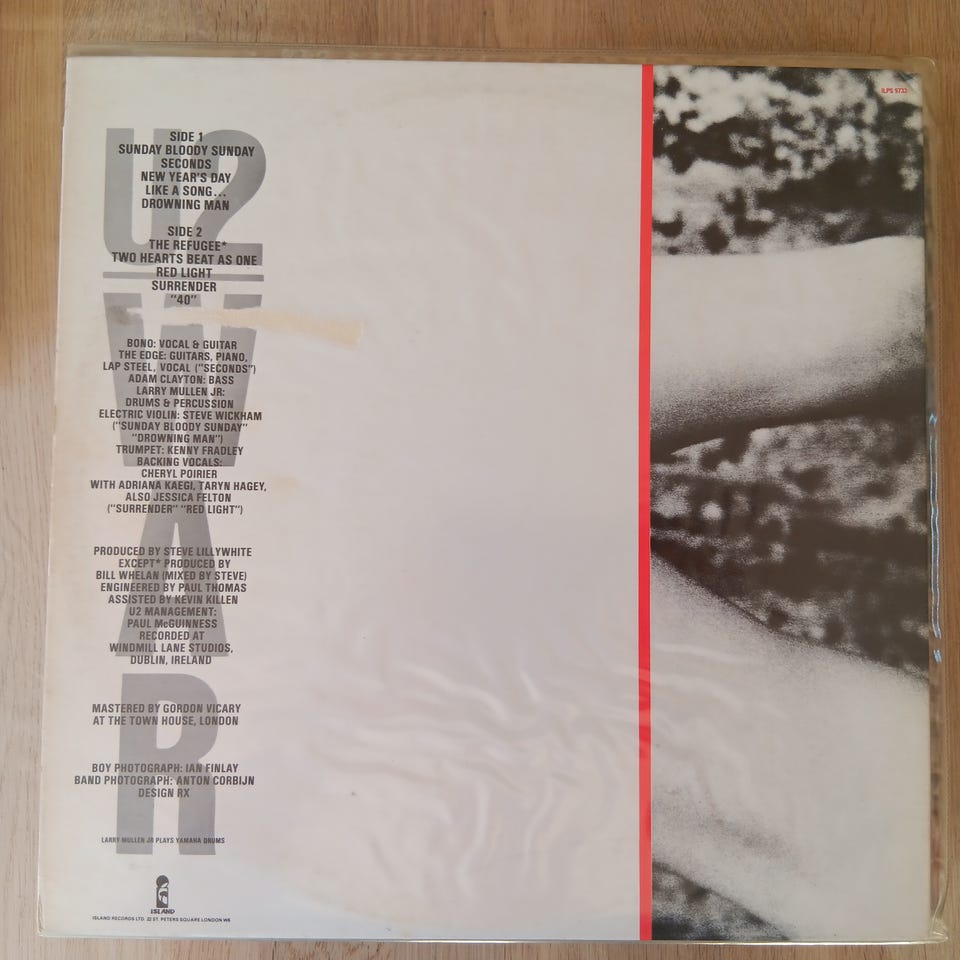 ILPS 9733
U2
WAR
SIDE 1
SUNDAY BLOODY SUNDAY
SECONDS
NEW YEAR'S DAY
LIKE A SONG...
DROWNING MAN
SIDE 2
THE REFUGEE*
TWO HEARTS BEAT AS ONE
RED LIGHT
SURRENDER
"40"
BONO: VOCAL & GUITAR
THE EDGE: GUITARS, PIANO,
LAP STEEL, VOCAL ("SECONDS")
ADAM CLAYTON: BASS
LARRY MULLEN JR:
DRUMS & PERCUSSION
ELECTRIC VIOLIN: STEVE WICKHAM
("SUNDAY BLOODY SUNDAY"
"DROWNING MAN")
TRUMPET: KENNY FRADLEY
BACKING VOCALS:
CHERYL POIRIER
WITH ADRIANA KAEGI, TARYN HAGEY,
ALSO JESSICA FELTON
("SURRENDER" "RED LIGHT")
PRODUCED BY STEVE LILLYWHITE
EXCEPT* PRODUCED BY
BILL WHELAN (MIXED BY STEVE)
ENGINEERED BY PAUL THOMAS
ASSISTED BY KEVIN KILLEN
U2 MANAGEMENT:
PAUL McGUINNESS
RECORDED AT
WINDMILL LANE STUDIOS,
DUBLIN, IRELAND
MASTERED BY GORDON VICARY
AT THE TOWN HOUSE, LONDON
BOY PHOTOGRAPH: IAN FINLAY
BAND PHOTOGRAPH: ANTON CORBIJN
DESIGN RX
LARRY MULLEN JR PLAYS YAMAHA DRUMS
ISLAND
ISLAND RECORDS LTD. 22 ST. PETERS SQUARE LONDON W6